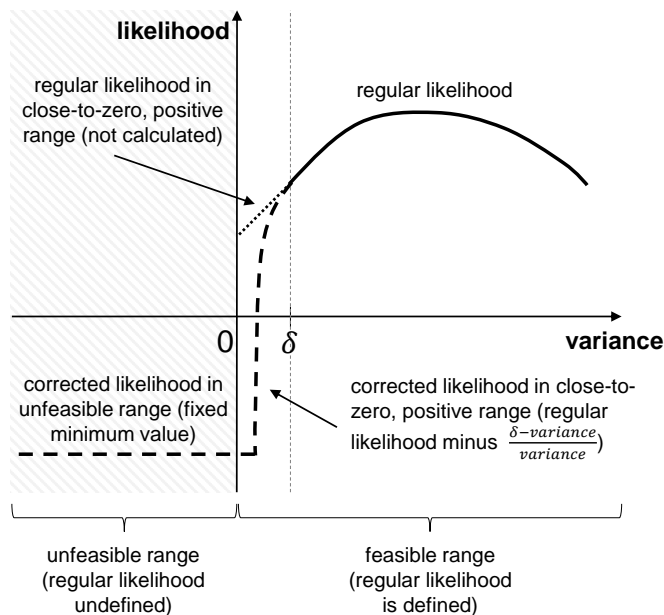 likelihood
regular likelihood in
close-to-zero, positive
range (not calculated)
regular likelihood
0
δ
variance
corrected likelihood in
unfeasible range (fixed
minimum value)
corrected likelihood in close-to-
zero, positive range (regular
likelihood minus δ−variance/variance)
unfeasible range
(regular likelihood
undefined)
feasible range
(regular likelihood
is defined)